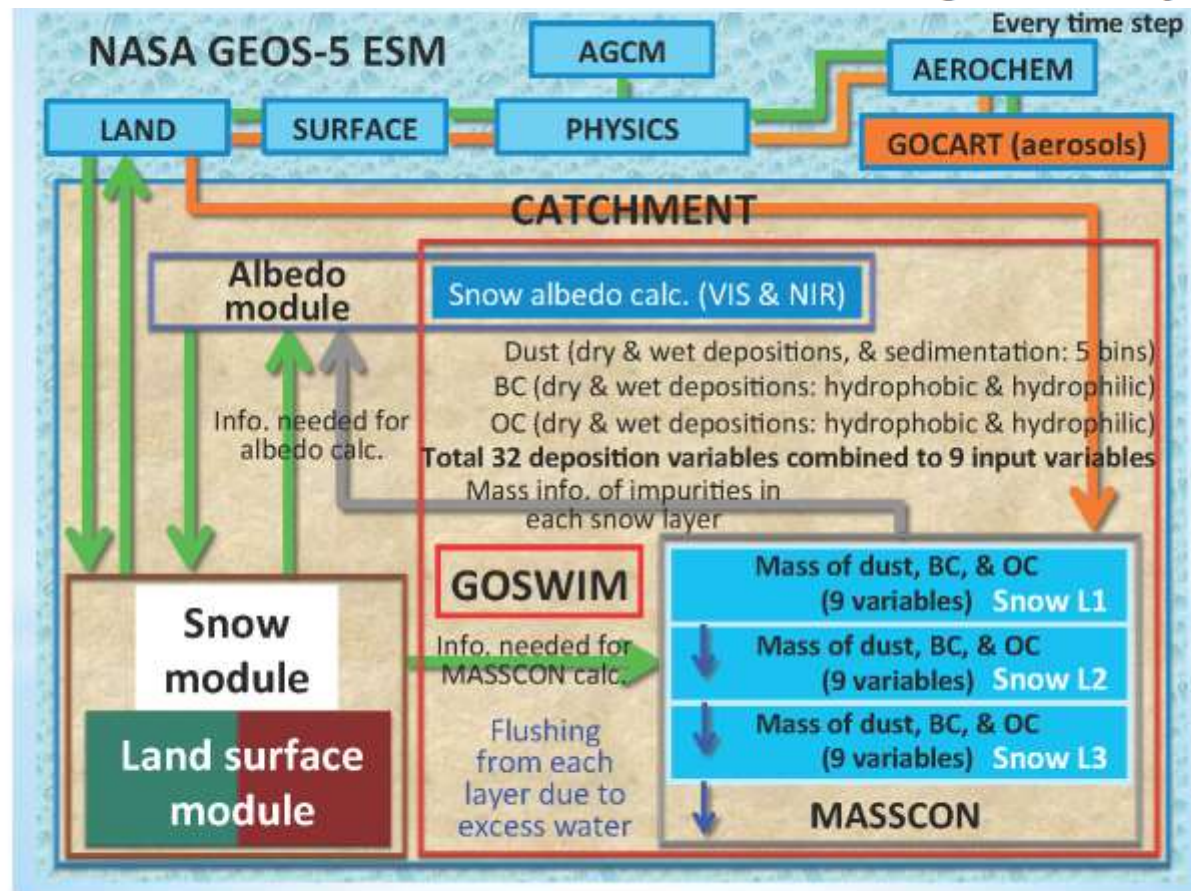 Every time step
NASA GEOS-5 ESM
AGCM
AEROCHEM
LAND
SURFACE
PHYSICS
GOCART (aerosols)
CATCHMENT
Albedo
module
Snow albedo calc. (VIS & NIR)
Dust (dry & wet depositions, & sedimentation: 5 bins)
BC (dry & wet depositions: hydrophobic & hydrophilic)
OC (dry & wet depositions: hydrophobic & hydrophilic)
Total 32 deposition variables combined to 9 input variables
Info. needed for
albedo calc.
Mass info. of impurities in
each snow layer
GOSWIM
Mass of dust, BC, & OC
(9 variables) Snow L1
Mass of dust, BC, & OC
(9 variables) Snow L2
Mass of dust, BC, & OC
(9 variables) Snow L3
MASSCON
Snow
module
Land surface
module
Info. needed for
MASSCON calc.
Flushing
from each
layer due to
excess water